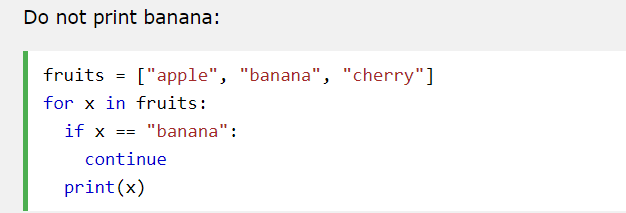 Do not print banana:
fruits = ["apple", "banana", "cherry"]
for x in fruits:
  if x == "banana":
    continue
  print(x)